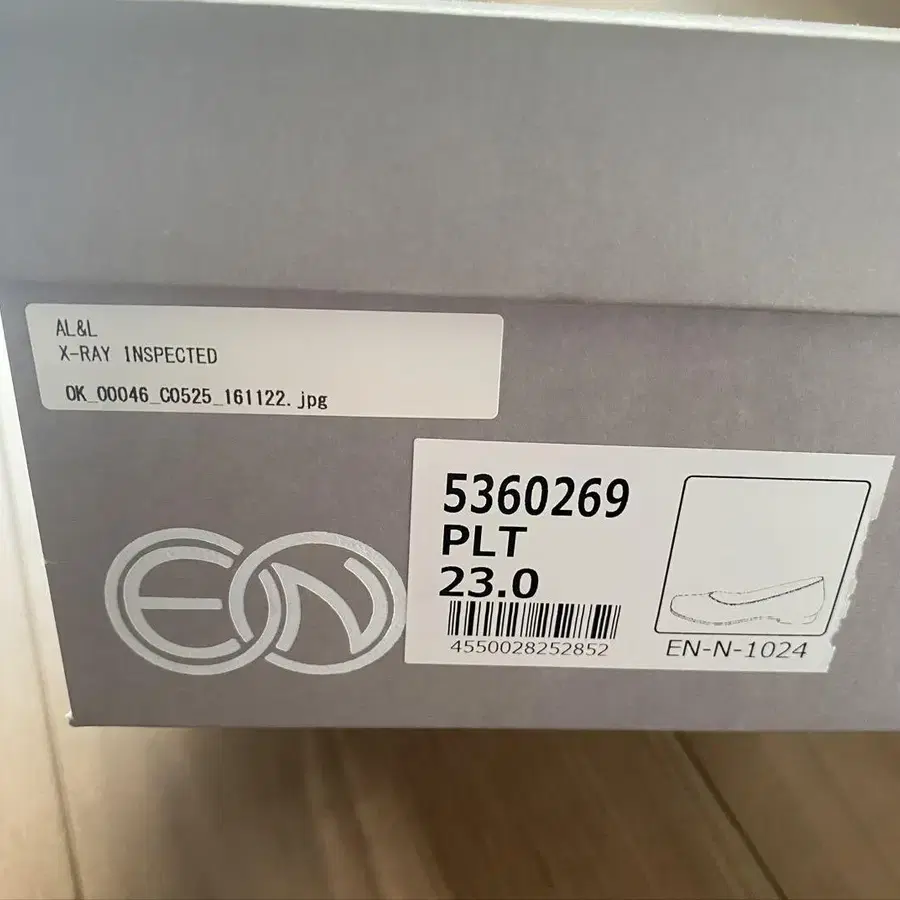 AL&L
X-RAY INSPECTED
OK_00046_C0525_161122.jpg
EN
5360269
PLT
23.0
4550028252852
EN-N-1024